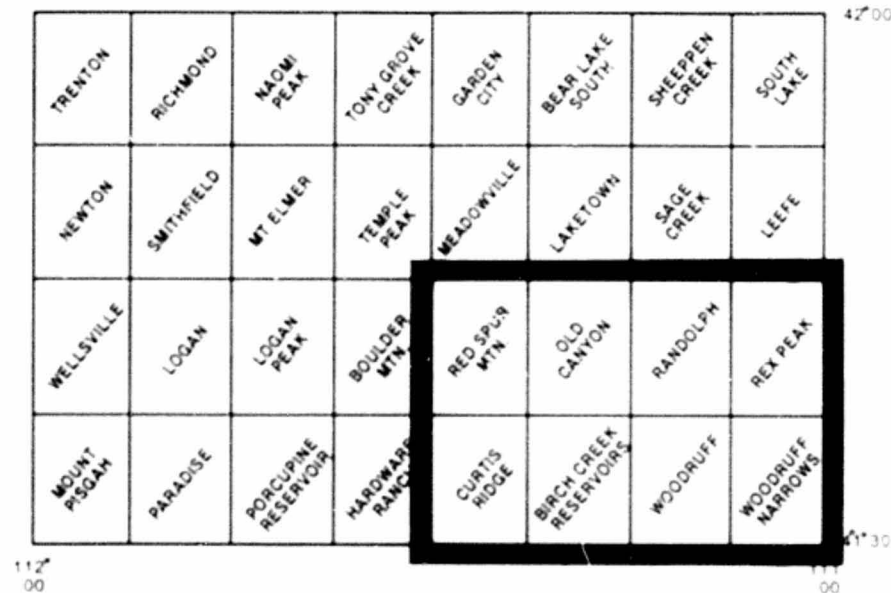 42°00
TRENTON
RICHMOND
NAOMI
PEAK
TONY GROVE
CREEK
GARDEN
CITY
BEAR LAKE
SOUTH
SHEEPPEN
CREEK
SOUTH
LAKE
NEWTON
SMITHFIELD
MT ELMER
TEMPLE
PEAK
MEADOWVILLE
LAKETOWN
SAGE
CREEK
LEEFE
WELLSVILLE
LOGAN
LOGAN
PEAK
BOULDER
MTN.
RED SPUR
MTN.
OLD
CANYON
RANDOLPH
REX PEAK
MOUNT
PISGAH
PARADISE
PORCUPINE
RESERVOIR
HARDWARE
RANCH
CURTIS
RIDGE
BIRCH CREEK
RESERVOIRS
WOODRUFF
WOODRUFF
NARROWS
41°30
112°
00
00